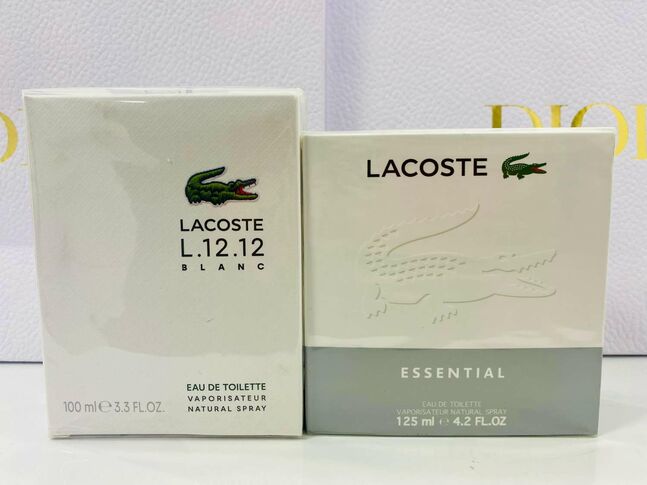 DIOR
LACOSTE
L.12.12
BLANC
EAU DE TOILETTE
VAPORISATEUR
NATURAL SPRAY
100 ml ℮ 3.3 FL.OZ.
LACOSTE
ESSENTIAL
EAU DE TOILETTE
VAPORISATEUR NATURAL SPRAY
125 ml ℮ 4.2 FL.OZ